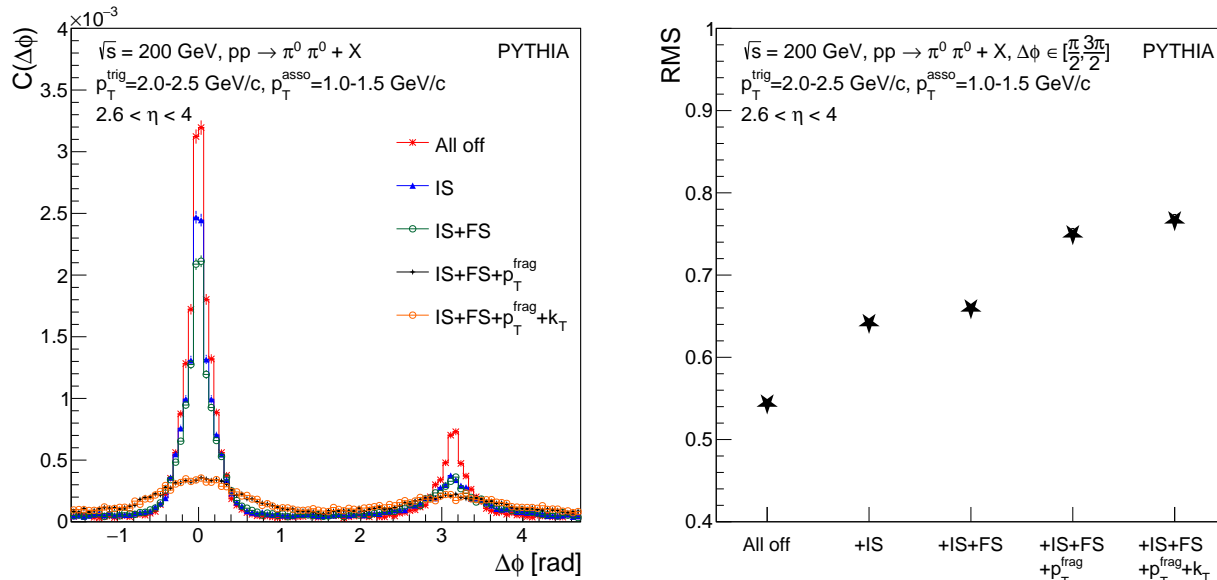 ×10⁻³
C(Δϕ)
4
3.5
3
2.5
2
1.5
1
0.5
0
√s = 200 GeV, pp → π⁰ π⁰ + X PYTHIA
p_T^trig=2.0-2.5 GeV/c, p_T^asso=1.0-1.5 GeV/c
2.6 < η < 4
All off
IS
IS+FS
IS+FS+p_T^frag
IS+FS+p_T^frag+k_T
−1 0 1 2 3 4
Δϕ [rad]
RMS
1
0.9
0.8
0.7
0.6
0.5
0.4
√s = 200 GeV, pp → π⁰ π⁰ + X, Δϕ ∈ [π/2, 3π/2] PYTHIA
p_T^trig=2.0-2.5 GeV/c, p_T^asso=1.0-1.5 GeV/c
2.6 < η < 4
All off +IS +IS+FS +IS+FS +IS+FS
+p_T^frag +p_T^frag+k_T